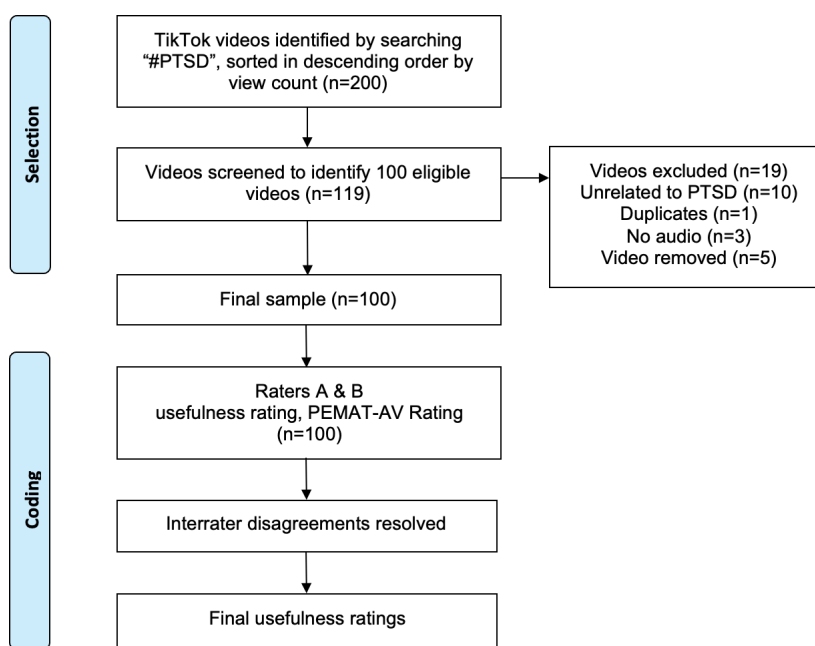 Selection
TikTok videos identified by searching
“#PTSD”, sorted in descending order by
view count (n=200)
Videos screened to identify 100 eligible
videos (n=119)
Videos excluded (n=19)
Unrelated to PTSD (n=10)
Duplicates (n=1)
No audio (n=3)
Video removed (n=5)
Final sample (n=100)
Coding
Raters A & B
usefulness rating, PEMAT-AV Rating
(n=100)
Interrater disagreements resolved
Final usefulness ratings